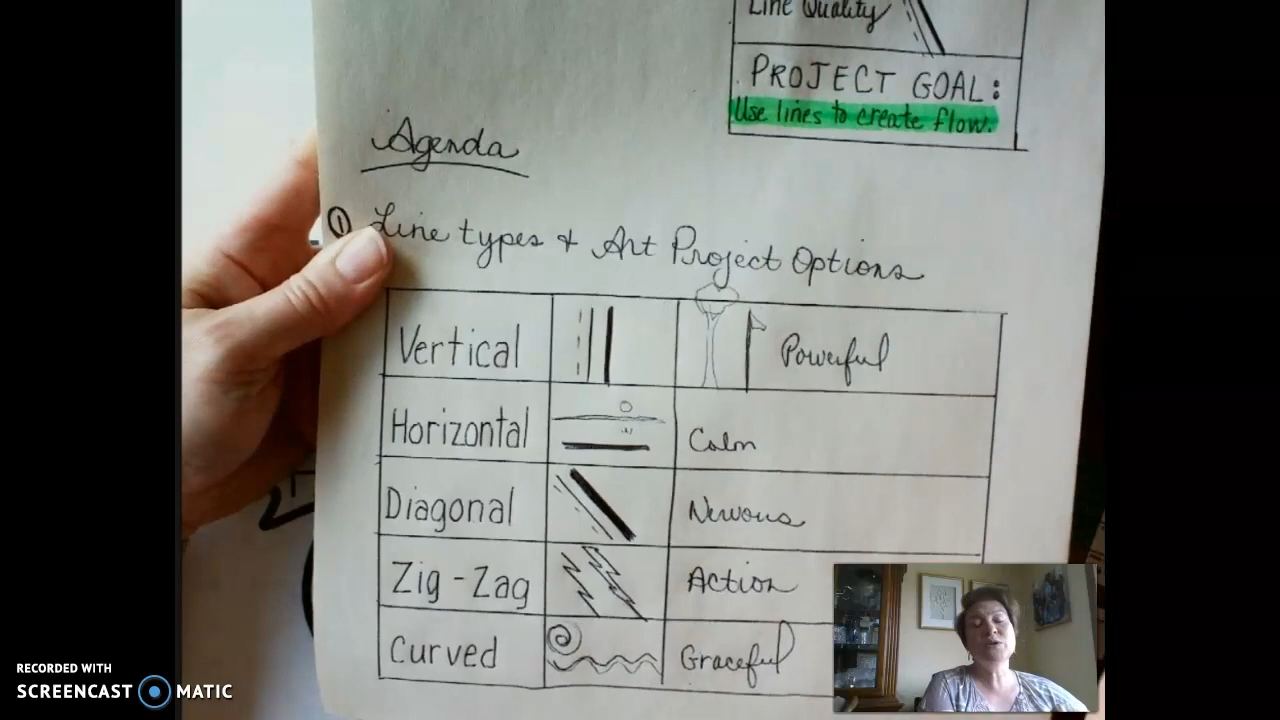 Line Quality
PROJECT GOAL:
Use lines to create flow.
Agenda
① Line types + Art Project Options
Vertical Powerful
Horizontal Calm
Diagonal Nervous
Zig-Zag Action
Curved Graceful
RECORDED WITH
SCREENCAST MATIC